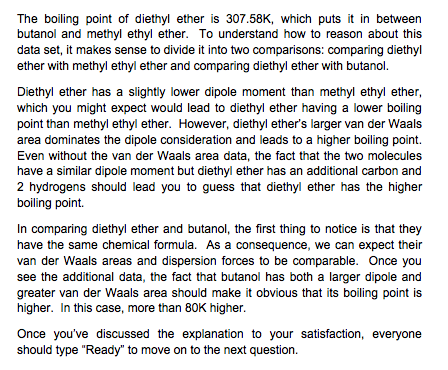 The boiling point of diethyl ether is 307.58K, which puts it in between
butanol and methyl ethyl ether. To understand how to reason about this
data set, it makes sense to divide it into two comparisons: comparing diethyl
ether with methyl ethyl ether and comparing diethyl ether with butanol.
Diethyl ether has a slightly lower dipole moment than methyl ethyl ether,
which you might expect would lead to diethyl ether having a lower boiling
point than methyl ethyl ether. However, diethyl ether's larger van der Waals
area dominates the dipole consideration and leads to a higher boiling point.
Even without the van der Waals area data, the fact that the two molecules
have a similar dipole moment but diethyl ether has an additional carbon and
2 hydrogens should lead you to guess that diethyl ether has the higher
boiling point.
In comparing diethyl ether and butanol, the first thing to notice is that they
have the same chemical formula. As a consequence, we can expect their
van der Waals areas and dispersion forces to be comparable. Once you
see the additional data, the fact that butanol has both a larger dipole and
greater van der Waals area should make it obvious that its boiling point is
higher. In this case, more than 80K higher.
Once you've discussed the explanation to your satisfaction, everyone
should type "Ready" to move on to the next question.